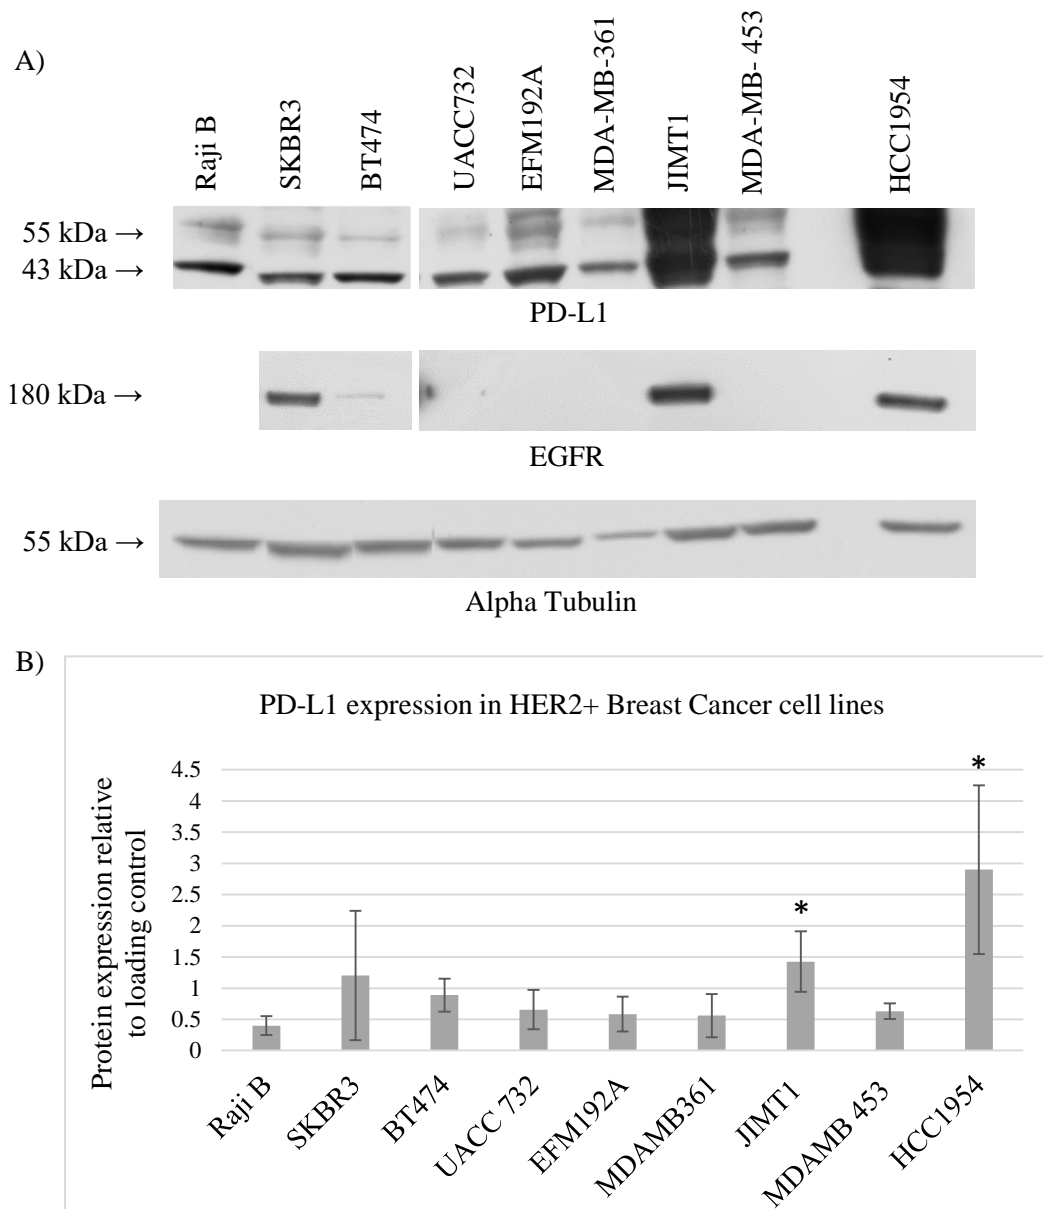 A)
Raji B
SKBR3
BT474
UACC732
EFM192A
MDA-MB-361
JIMT1
MDA-MB- 453
HCC1954
55 kDa →
43 kDa →
PD-L1
180 kDa →
EGFR
55 kDa →
Alpha Tubulin
B)
PD-L1 expression in HER2+ Breast Cancer cell lines
Protein expression relative
to loading control
4.5
4
3.5
3
2.5
2
1.5
1
0.5
0
*
*
Raji B
SKBR3
BT474
UACC 732
EFM192A
MDAMB361
JIMT1
MDAMB 453
HCC1954